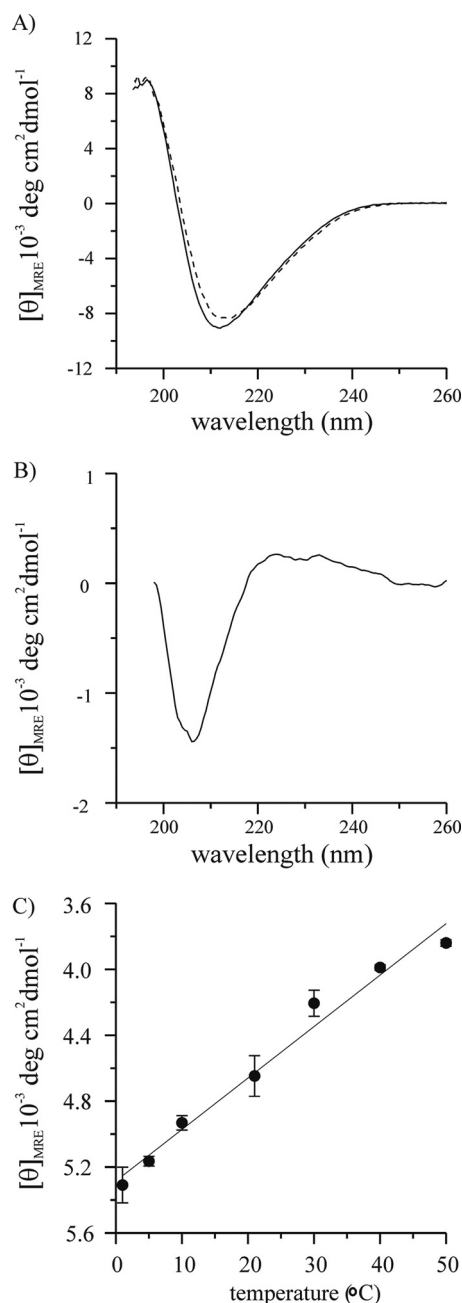 A)
12
8
4
0
-4
-8
-12
[θ]MRE10-3 deg cm2dmol-1
200 220 240 260
wavelength (nm)
B)
1
0
-1
-2
[θ]MRE10-3 deg cm2dmol-1
200 220 240 260
wavelength (nm)
C)
3.6
4.0
4.4
4.8
5.2
5.6
[θ]MRE10-3 deg cm2dmol-1
0 10 20 30 40 50
temperature (oC)